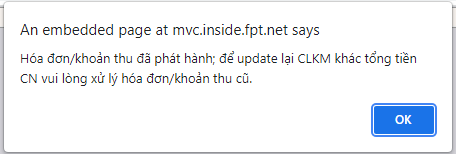 An embedded page at mvc.inside.fpt.net says
Hóa đơn/khoản thu đã phát hành; để update lại CLKM khác tổng tiền
CN vui lòng xử lý hóa đơn/khoản thu cũ.
OK